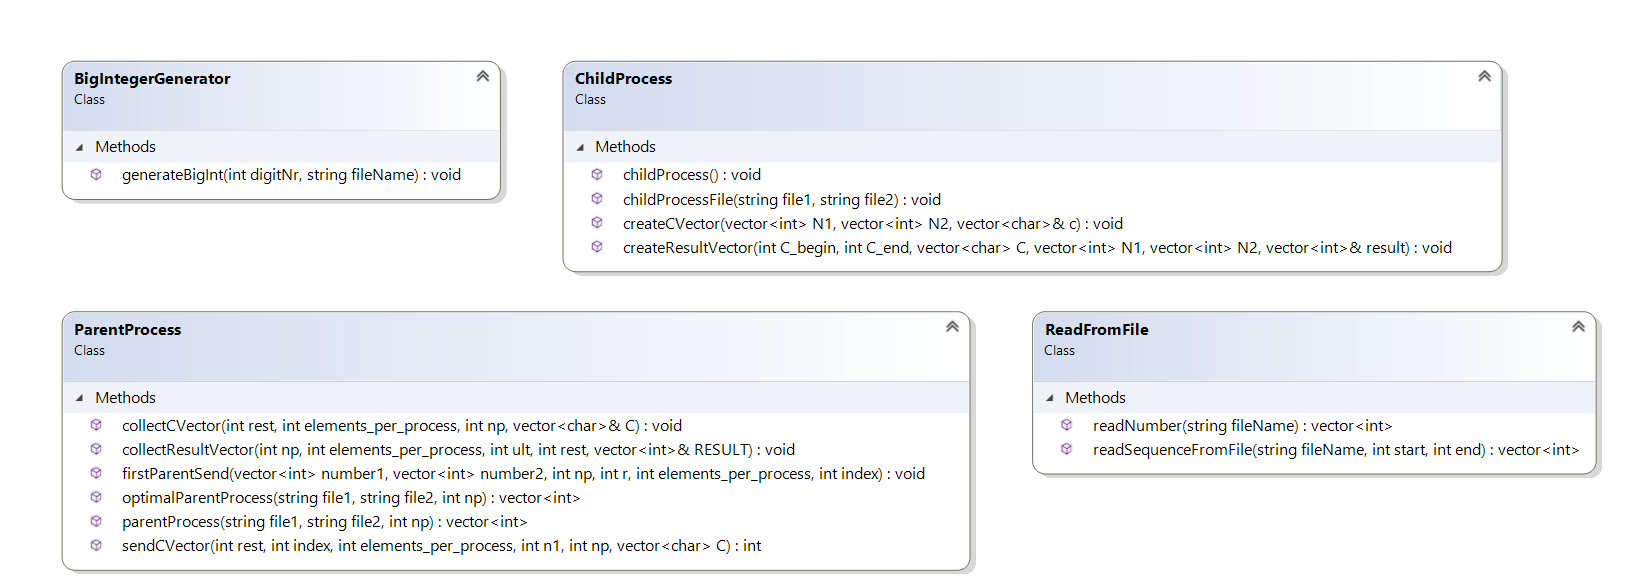 BigIntegerGenerator
Class
Methods
generateBigInt(int digitNr, string fileName) : void
ChildProcess
Class
Methods
childProcess() : void
childProcessFile(string file1, string file2) : void
createCVector(vector<int> N1, vector<int> N2, vector<char>& c) : void
createResultVector(int C_begin, int C_end, vector<char> C, vector<int> N1, vector<int> N2, vector<int>& result) : void
ParentProcess
Class
Methods
collectCVector(int rest, int elements_per_process, int np, vector<char>& C) : void
collectResultVector(int np, int elements_per_process, int ult, int rest, vector<int>& RESULT) : void
firstParentSend(vector<int> number1, vector<int> number2, int np, int r, int elements_per_process, int index) : void
optimalParentProcess(string file1, string file2, int np) : vector<int>
parentProcess(string file1, string file2, int np) : vector<int>
sendCVector(int rest, int index, int elements_per_process, int n1, int np, vector<char> C) : int
ReadFromFile
Class
Methods
readNumber(string fileName) : vector<int>
readSequenceFromFile(string fileName, int start, int end) : vector<int>